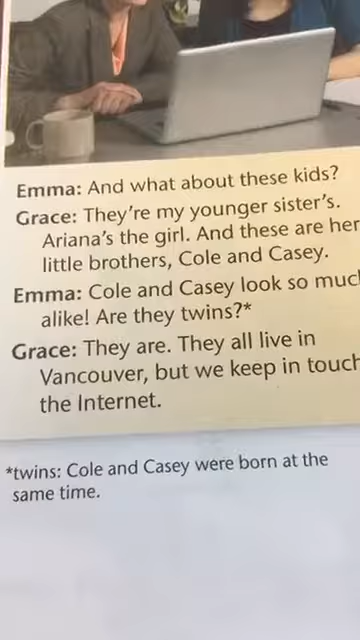 Emma: And what about these kids?
Grace: They're my younger sister's.
Ariana's the girl. And these are her
little brothers, Cole and Casey.
Emma: Cole and Casey look so
alike! Are they twins?*
Grace: They are. They all live in
Vancouver, but we keep in touch
the Internet.
*twins: Cole and Casey were born at the
same time.